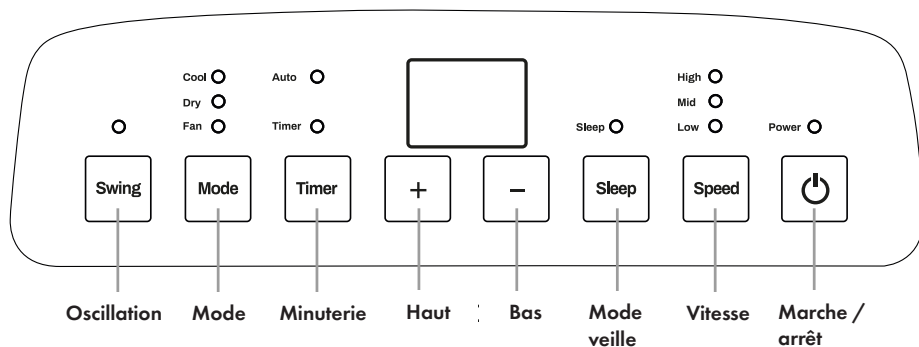 Cool Auto High
Dry Mid
Fan Timer Sleep Low Power
Swing Mode Timer + − Sleep Speed
Oscillation Mode Minuterie Haut Bas Mode veille Vitesse Marche / arrêt